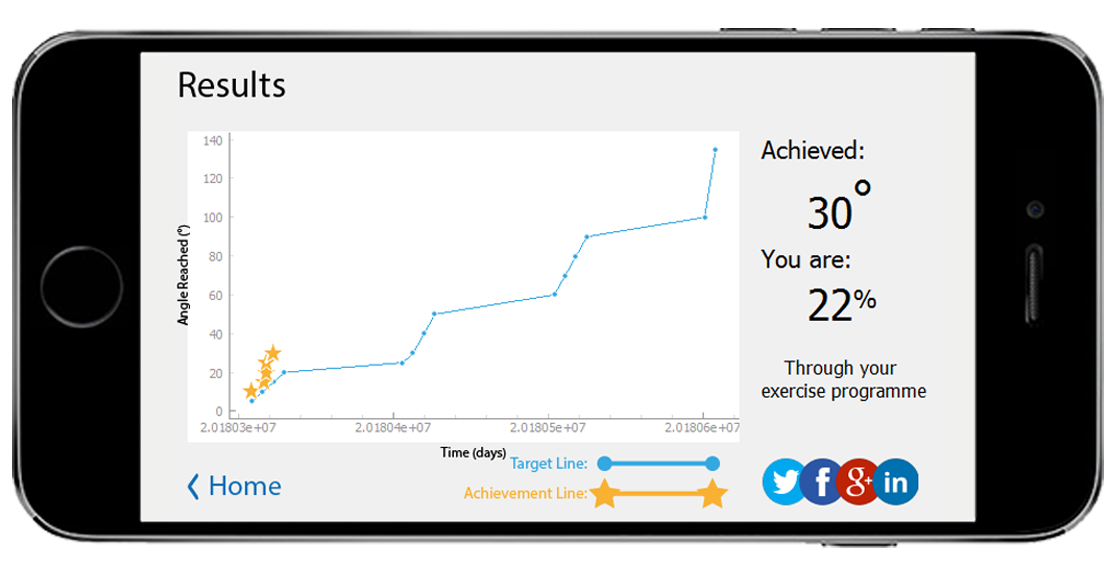 Results
140
120
100
80
60
40
20
0
Angle Reached (°)
2.01803e+07 2.01804e+07 2.01805e+07 2.01806e+07
Time (days)
Target Line:
Achievement Line:
Achieved:
30°
You are:
22%
Through your
exercise programme
Home
f g+ in